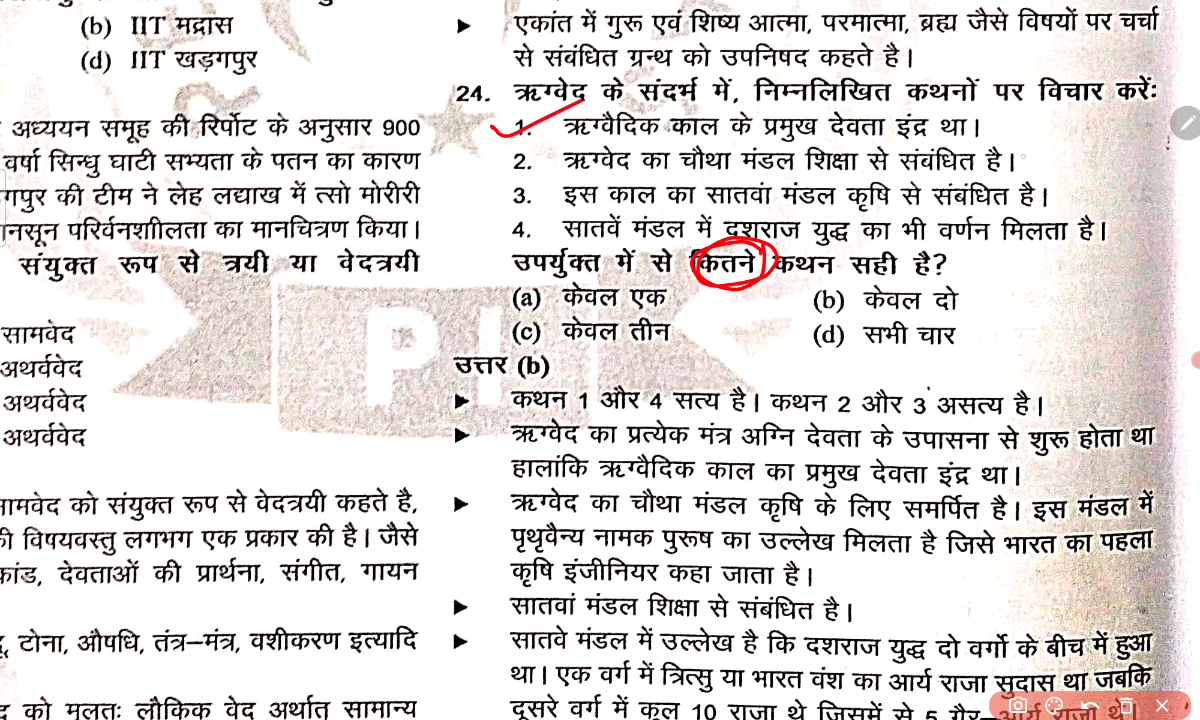 (b) IIT मद्रास
(d) IIT खड़गपुर
अध्ययन समूह की रिर्पोट के अनुसार 900
वर्षा सिन्धु घाटी सभ्यता के पतन का कारण
गपुर की टीम ने लेह लद्याख में त्सो मोरीरी
नसून परिर्वनशाीलता का मानचित्रण किया।
संयुक्त रूप से त्रयी या वेदत्रयी
सामवेद
अथर्ववेद
अथर्ववेद
अथर्ववेद
सामवेद को संयुक्त रूप से वेदत्रयी कहते है,
की विषयवस्तु लगभग एक प्रकार की है। जैसे
कांड, देवताओं की प्रार्थना, संगीत, गायन
टोना, औषधि, तंत्र–मंत्र, वशीकरण इत्यादि
को मूलतः लौकिक वेद अर्थात् सामान्य
► एकांत में गुरू एवं शिष्य आत्मा, परमात्मा, ब्रह्म जैसे विषयों पर चर्चा
से संबंधित ग्रन्थ को उपनिषद कहते है।
24. ऋग्वेद के संदर्भ में, निम्नलिखित कथनों पर विचार करेंः
1. ऋग्वैदिक काल के प्रमुख देवता इंद्र था।
2. ऋग्वेद का चौथा मंडल शिक्षा से संबंधित है।
3. इस काल का सातवां मंडल कृषि से संबंधित है।
4. सातवें मंडल में दशराज युद्ध का भी वर्णन मिलता है।
उपर्युक्त में से कितने कथन सही है?
(a) केवल एक (b) केवल दो
(c) केवल तीन (d) सभी चार
उत्तर (b)
► कथन 1 और 4 सत्य है। कथन 2 और 3 असत्य है।
► ऋग्वेद का प्रत्येक मंत्र अग्नि देवता के उपासना से शुरू होता था
हालांकि ऋग्वैदिक काल का प्रमुख देवता इंद्र था।
► ऋग्वेद का चौथा मंडल कृषि के लिए समर्पित है। इस मंडल में
पृथृवैन्य नामक पुरूष का उल्लेख मिलता है जिसे भारत का पहला
कृषि इंजीनियर कहा जाता है।
► सातवां मंडल शिक्षा से संबंधित है।
► सातवे मंडल में उल्लेख है कि दशराज युद्ध दो वर्गो के बीच में हुआ
था। एक वर्ग में त्रित्सु या भारत वंश का आर्य राजा सुदास था जबकि
दूसरे वर्ग में कुल 10 राजा थे जिसमें से 5 गैर–आर्य राजा थे।